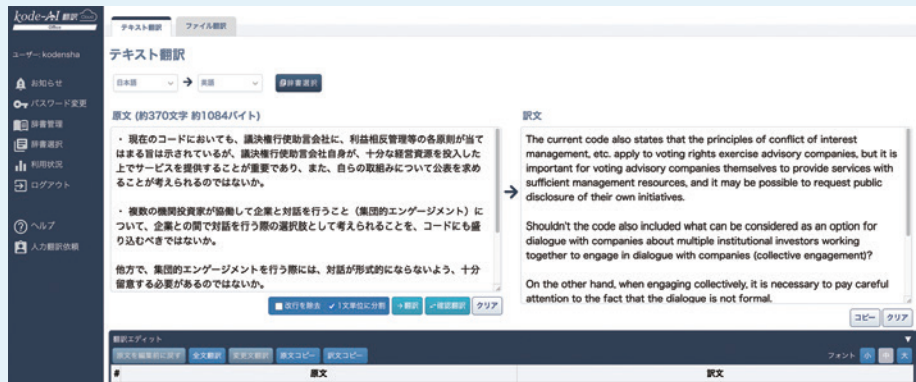 kode-AI 翻訳 Cloud
Office
ユーザー: kodensha
お知らせ
パスワード変更
辞書管理
辞書選択
利用状況
ログアウト
ヘルプ
人力翻訳依頼
テキスト翻訳
ファイル翻訳
テキスト翻訳
日本語 → 英語
辞書選択
原文 (約370文字 約1084バイト)
・ 現在のコードにおいても、議決権行使助言会社に、利益相反管理等の各原則が当て
はまる旨は示されているが、議決権行使助言会社自身が、十分な経営資源を投入した
上でサービスを提供することが重要であり、また、自らの取組みについて公表を求め
ることが考えられるのではないか。
・ 複数の機関投資家が協働して企業と対話を行うこと（集団的エンゲージメント）に
ついて、企業との間で対話を行う際の選択肢として考えられることを、コードにも盛
り込むべきではないか。
他方で、集団的エンゲージメントを行う際には、対話が形式的にならないよう、十分
留意する必要があるのではないか。
改行を除去 1文単位に分割 →翻訳 確認翻訳 クリア
訳文
The current code also states that the principles of conflict of interest
management, etc. apply to voting rights exercise advisory companies, but it is
important for voting advisory companies themselves to provide services with
sufficient management resources, and it may be possible to request public
disclosure of their own initiatives.
Shouldn't the code also included what can be considered as an option for
dialogue with companies about multiple institutional investors working
together to engage in dialogue with companies (collective engagement)?
On the other hand, when engaging collectively, it is necessary to pay careful
attention to the fact that the dialogue is not formal.
コピー クリア
翻訳エディット
原文を編集前に戻す 全文翻訳 変更文翻訳 原文コピー 訳文コピー
フォント 小 中 大
# 原文 訳文